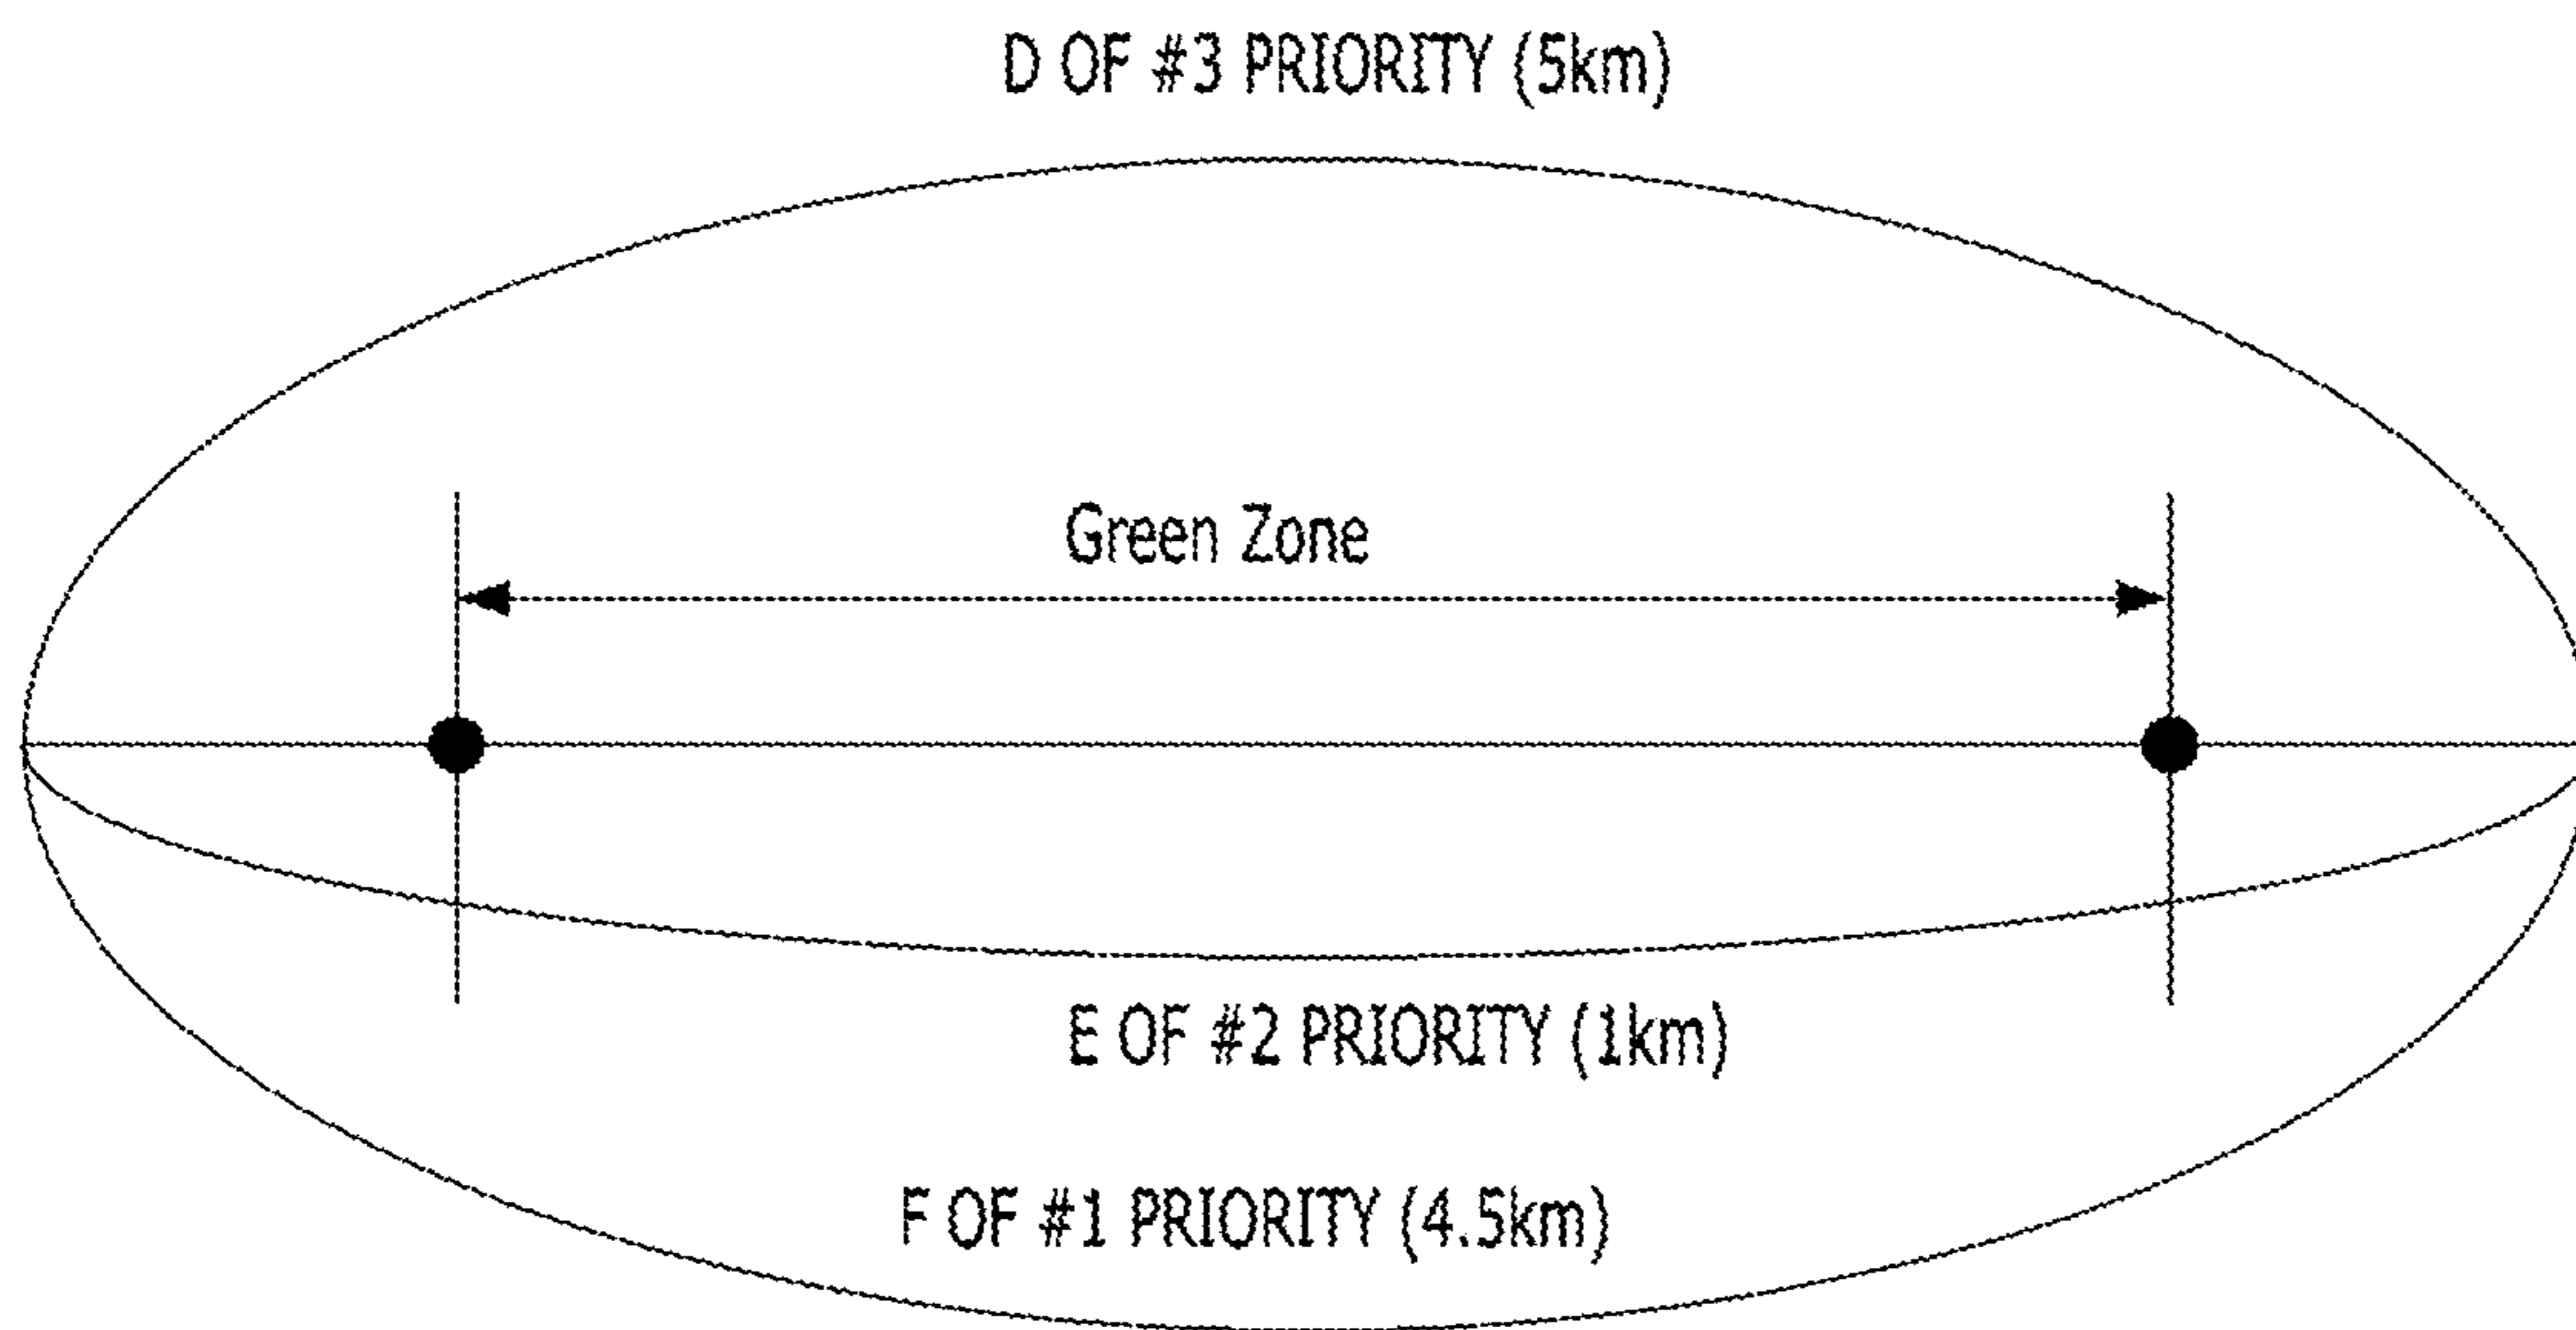 D OF #3 PRIORITY (5km)
Green Zone
E OF #2 PRIORITY (1km)
F OF #1 PRIORITY (4.5km)